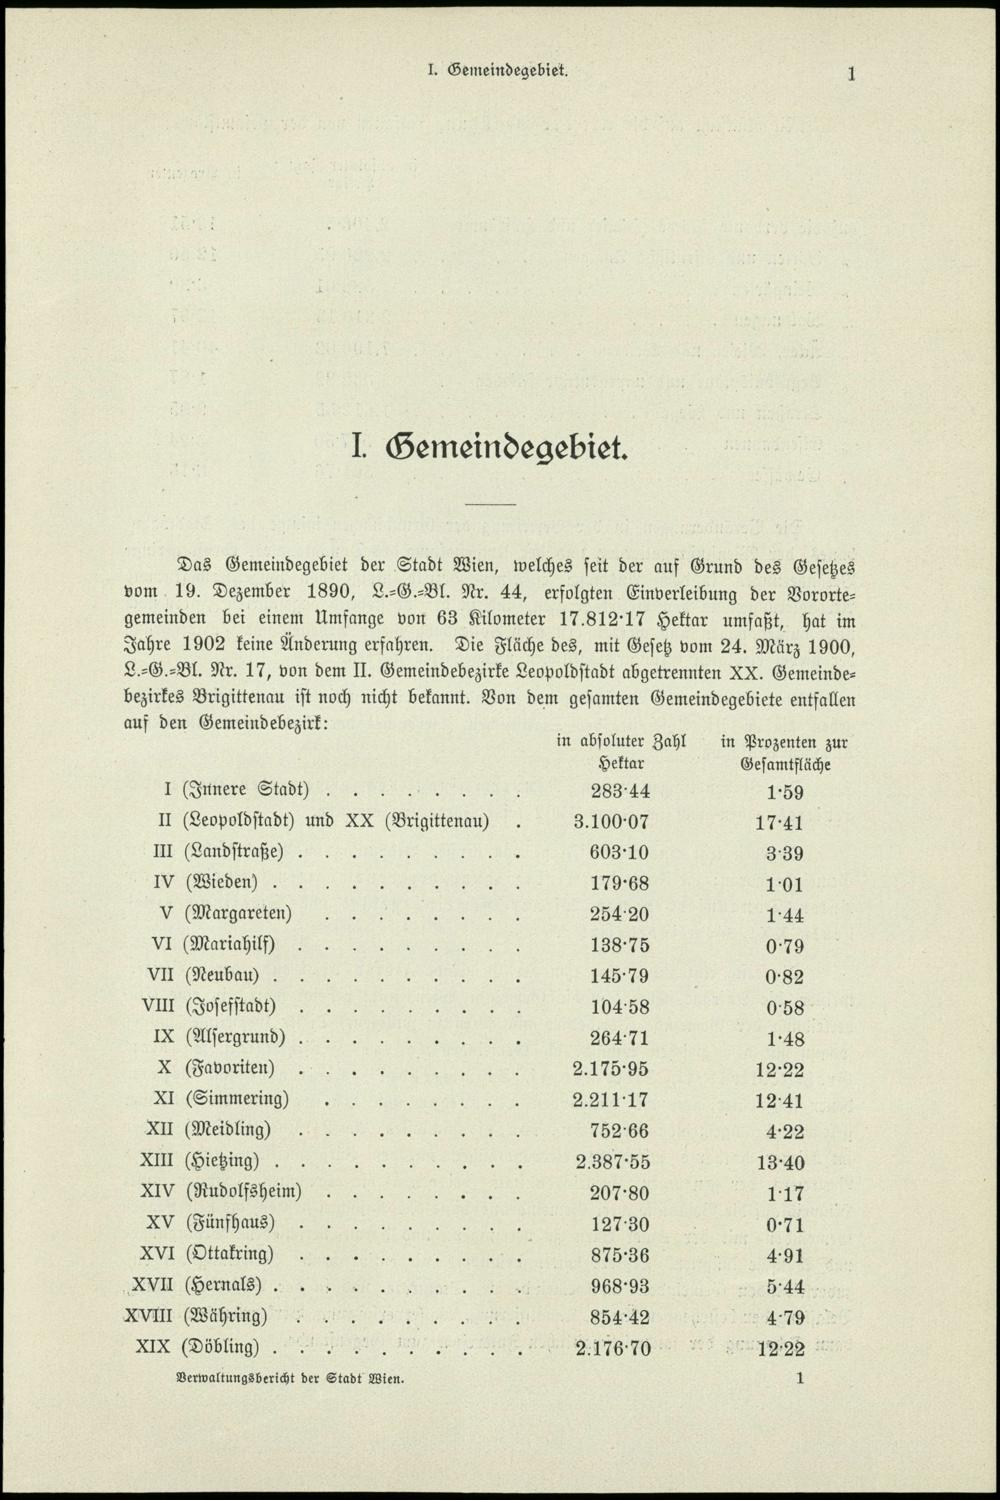 I. Gemeindegebiet. 1
I. Gemeindegebiet.
Das Gemeindegebiet der Stadt Wien, welches seit der auf Grund des Gesetzes
vom 19. Dezember 1890, L.=G.=Bl. Nr. 44, erfolgten Einverleibung der Vororte=
gemeinden bei einem Umfange von 63 Kilometer 17.812·17 Hektar umfaßt, hat im
Jahre 1902 keine Änderung erfahren. Die Fläche des, mit Gesetz vom 24. März 1900,
L.=G.=Bl. Nr. 17, von dem II. Gemeindebezirke Leopoldstadt abgetrennten XX. Gemeinde=
bezirkes Brigittenau ist noch nicht bekannt. Von dem gesamten Gemeindegebiete entfallen
auf den Gemeindebezirk:
in absoluter Zahl in Prozenten zur
Hektar Gesamtfläche
I (Innere Stadt) . . . . . . . . 283·44 1·59
II (Leopoldstadt) und XX (Brigittenau) . 3.100·07 17·41
III (Landstraße) . . . . . . . . . 603·10 3·39
IV (Wieden) . . . . . . . . . . 179·68 1·01
V (Margareten) . . . . . . . . 254·20 1·44
VI (Mariahilf) . . . . . . . . . 138·75 0·79
VII (Neubau) . . . . . . . . . . 145·79 0·82
VIII (Josefstadt) . . . . . . . . . 104·58 0·58
IX (Alsergrund) . . . . . . . . . 264·71 1·48
X (Favoriten) . . . . . . . . . 2.175·95 12·22
XI (Simmering) . . . . . . . . 2.211·17 12·41
XII (Meidling) . . . . . . . . . 752·66 4·22
XIII (Hietzing) . . . . . . . . . . 2.387·55 13·40
XIV (Rudolfsheim) . . . . . . . . 207·80 1·17
XV (Fünfhaus) . . . . . . . . . 127·30 0·71
XVI (Ottakring) . . . . . . . . . 875·36 4·91
XVII (Hernals) . . . . . . . . . . 968·93 5·44
XVIII (Währing) . . . . . . . . . 854·42 4·79
XIX (Döbling) . . . . . . . . . . 2.176·70 12·22
Verwaltungsbericht der Stadt Wien. 1